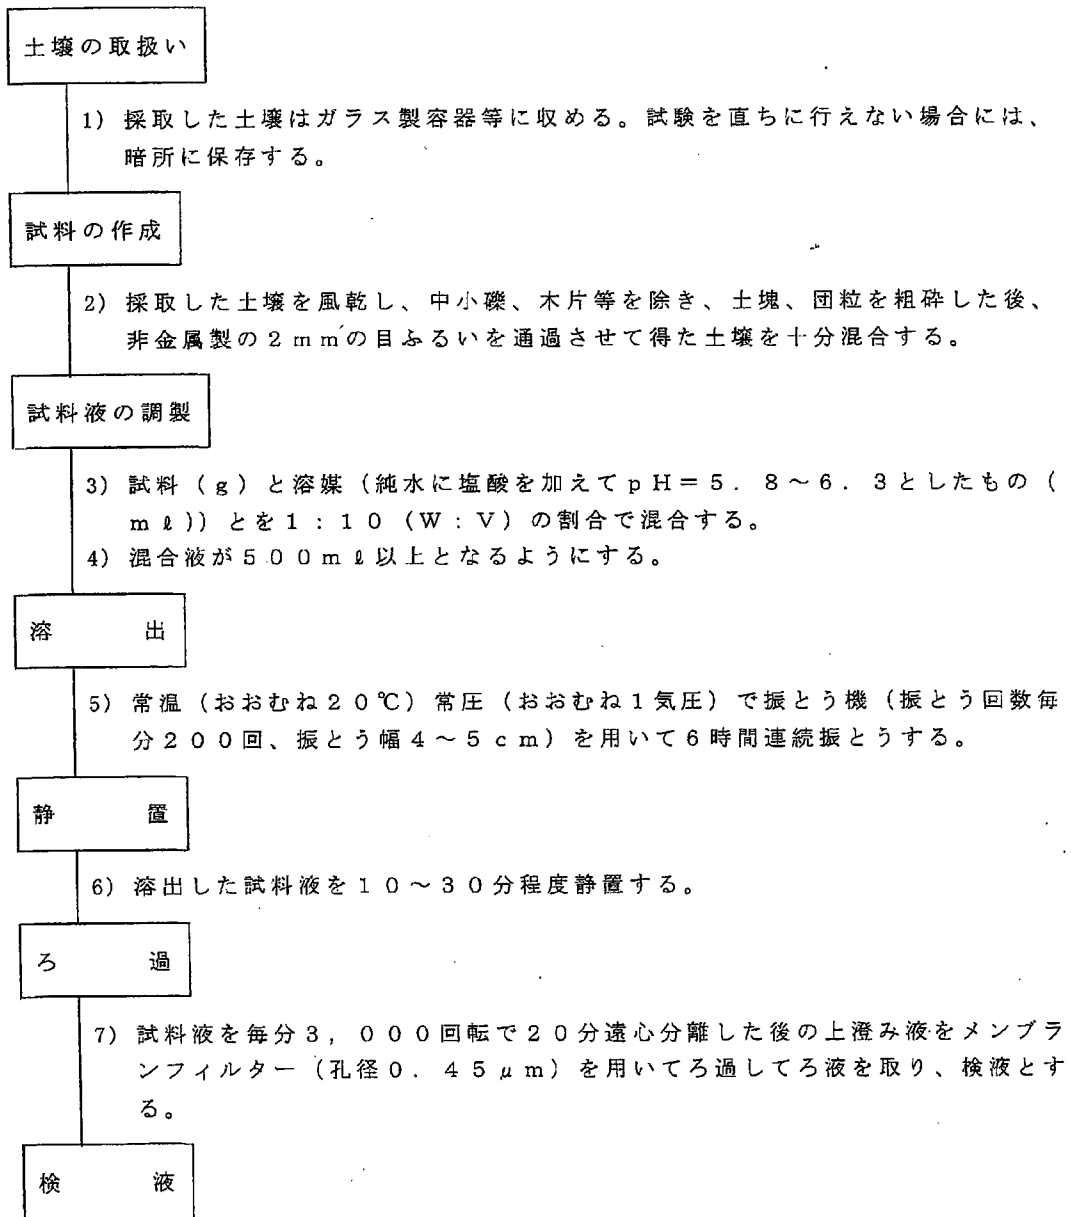 土壌の取扱い
1) 採取した土壌はガラス製容器等に収める。試験を直ちに行えない場合には、
暗所に保存する。
試料の作成
2) 採取した土壌を風乾し、中小礫、木片等を除き、土塊、団粒を粗砕した後、
非金属製の2mmの目ふるいを通過させて得た土壌を十分混合する。
試料液の調製
3) 試料(g)と溶媒(純水に塩酸を加えてpH=5.8~6.3としたもの(
mℓ))とを1:10(W:V)の割合で混合する。
4) 混合液が500mℓ以上となるようにする。
溶 出
5) 常温(おおむね20℃)常圧(おおむね1気圧)で振とう機(振とう回数毎
分200回、振とう幅4~5cm)を用いて6時間連続振とうする。
静 置
6) 溶出した試料液を10~30分程度静置する。
ろ 過
7) 試料液を毎分3,000回転で20分遠心分離した後の上澄み液をメンブラ
ンフィルター(孔径0.45μm)を用いてろ過してろ液を取り、検液とす
る。
検 液